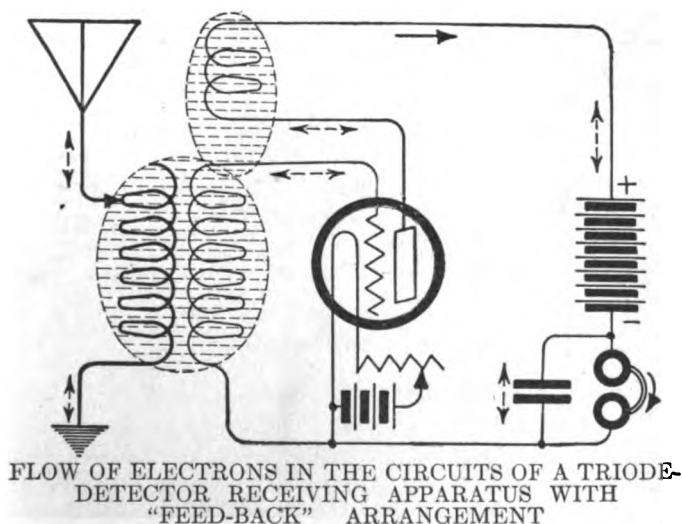 +
−
FLOW OF ELECTRONS IN THE CIRCUITS OF A TRIODE-
DETECTOR RECEIVING APPARATUS WITH
"FEED-BACK" ARRANGEMENT